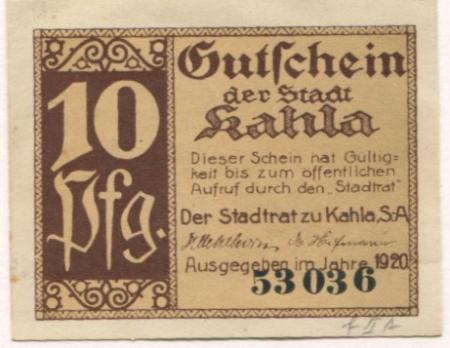 10
Pfg.
Gutschein
der Stadt
Kahla
Dieser Schein hat Gültig=
keit bis zum öffentlichen
Aufruf durch den „Stadtrat"
Der Stadtrat zu Kahla, S.A.
Ausgegeben im Jahre 1920.
53036